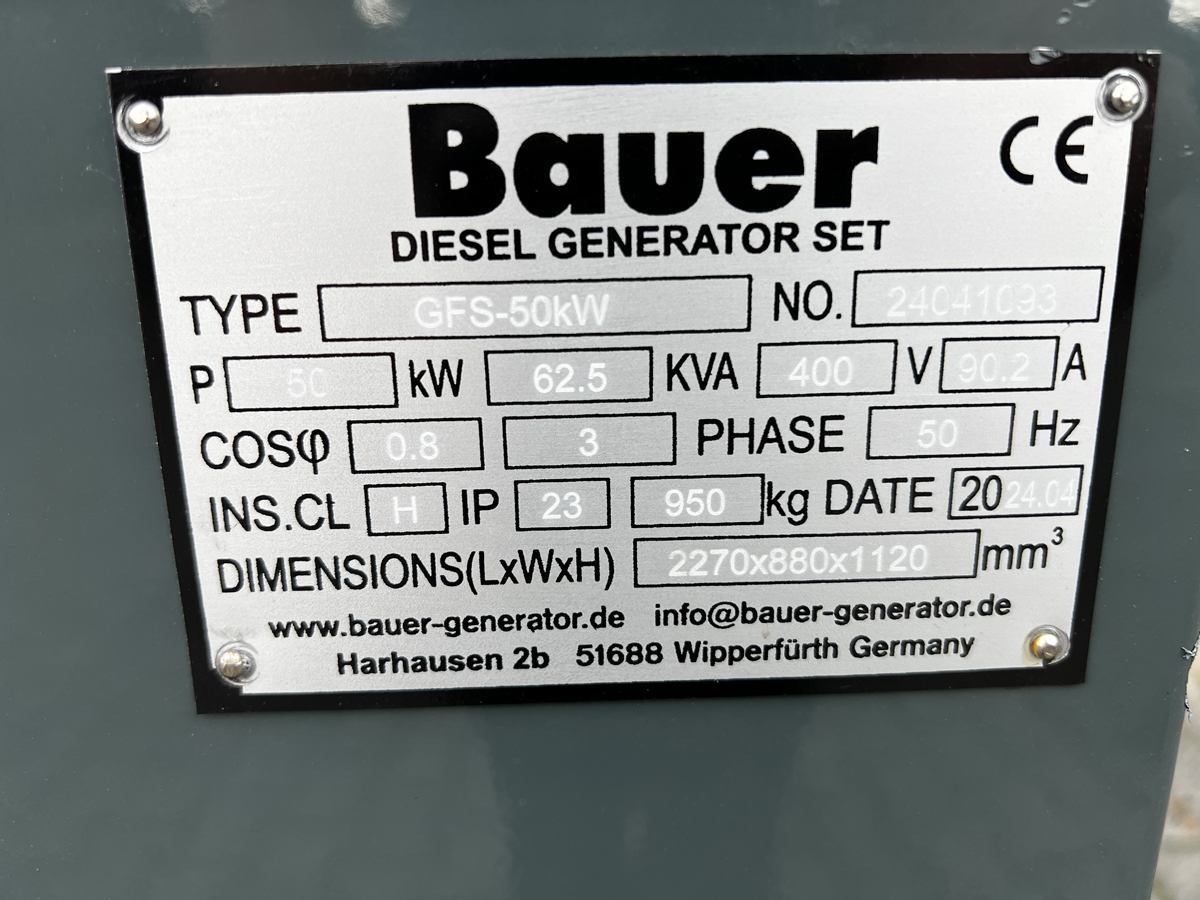 Bauer CE
DIESEL GENERATOR SET
TYPE GFS-50kW NO. 24041093
P 50 kW 62.5 KVA 400 V 90.2 A
COSφ 0.8 3 PHASE 50 Hz
INS.CL H IP 23 950 kg DATE 2024.04
DIMENSIONS(LxWxH) 2270x880x1120 mm³
www.bauer-generator.de info@bauer-generator.de
Harhausen 2b 51688 Wipperfürth Germany